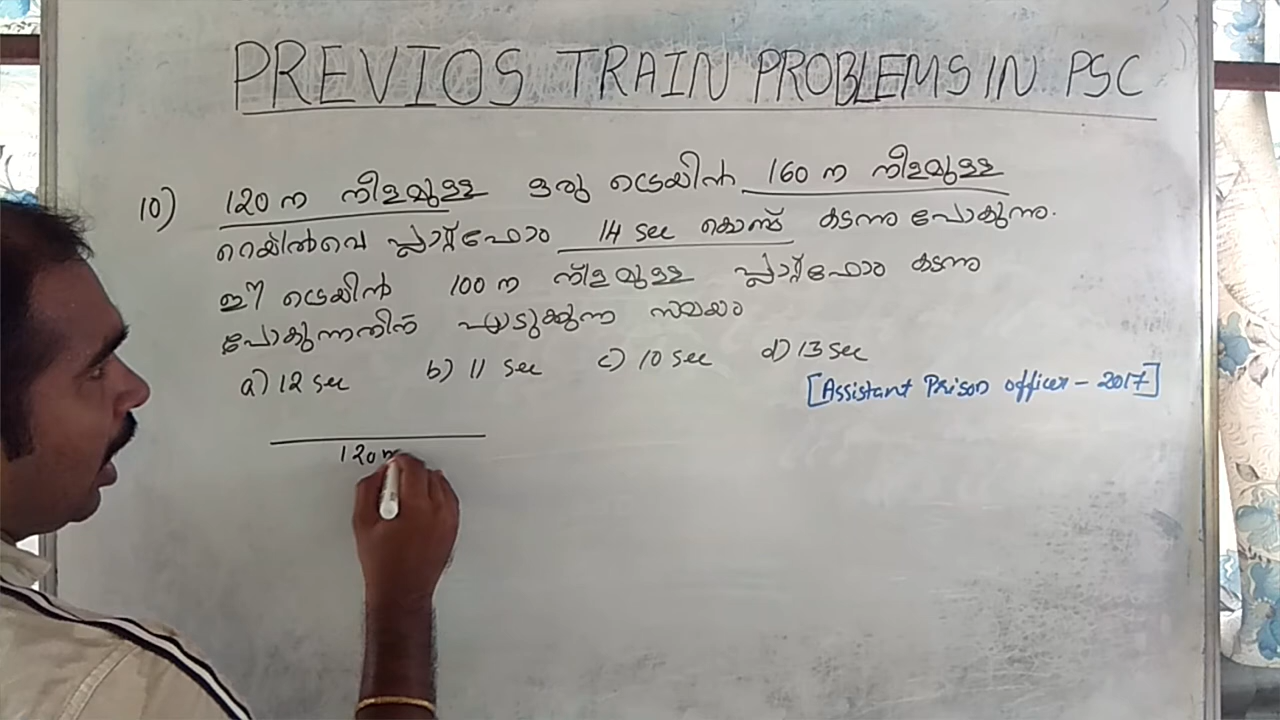 PREVIOS TRAIN PROBLEMS IN PSC
10) 120 ന നീളമുള്ള ഒരു ട്രെയിൻ 160 ന നീളമുള്ള
റെയിൽവെ പ്ലാറ്റ്ഫോം 14 sec കൊണ്ട് കടന്നു പോകുന്നു.
ഈ ട്രെയിൻ 100 ന നീളമുള്ള പ്ലാറ്റ്ഫോം കടന്നു
പോകുന്നതിന് എടുക്കുന്ന സമയം
a) 12 sec b) 11 sec c) 10 sec d) 13 sec
[Assistant Prison officer - 2017]
120m